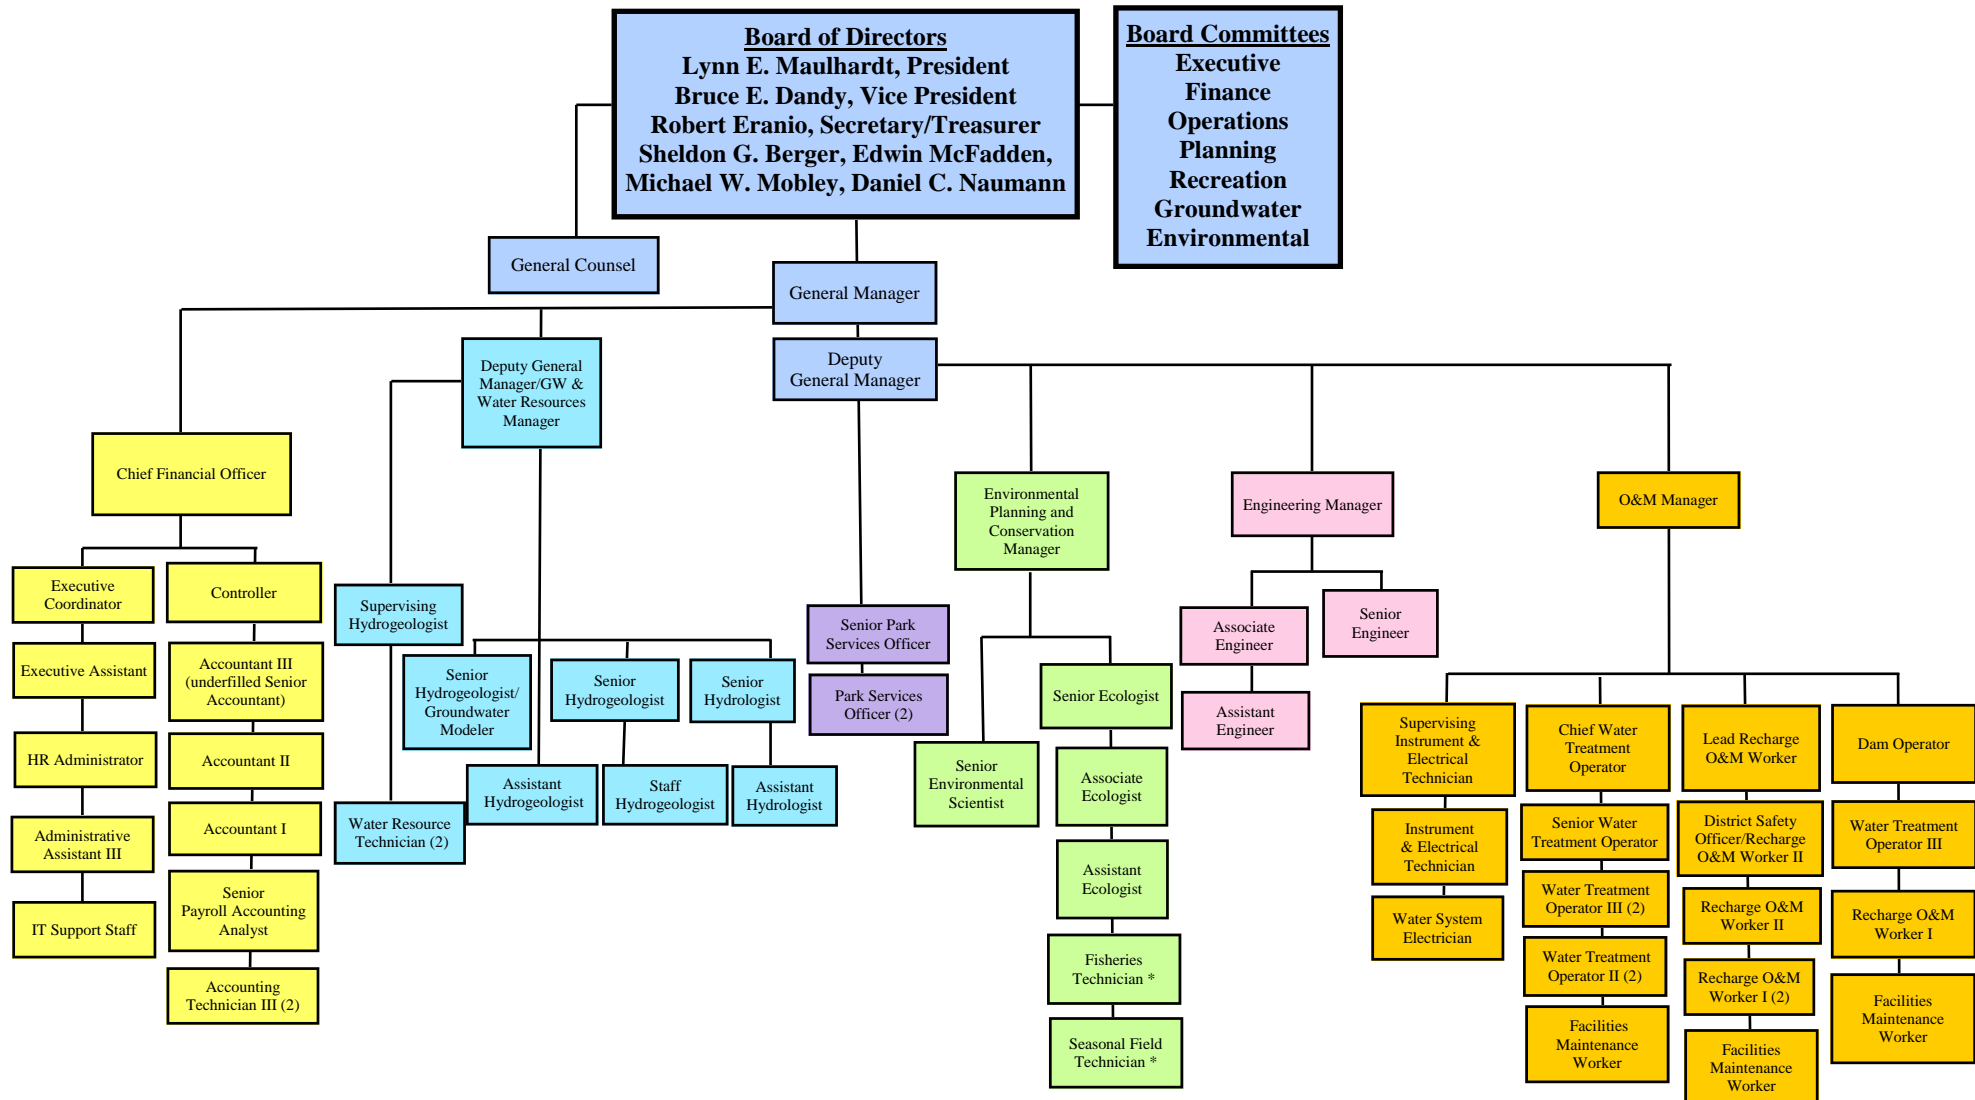 Board of Directors
Lynn E. Maulhardt, President
Bruce E. Dandy, Vice President
Robert Eranio, Secretary/Treasurer
Sheldon G. Berger, Edwin McFadden,
Michael W. Mobley, Daniel C. Naumann
Board Committees
Executive
Finance
Operations
Planning
Recreation
Groundwater
Environmental
General Counsel
General Manager
Deputy
General Manager
Deputy General
Manager/GW &
Water Resources
Manager
Chief Financial Officer
Environmental
Planning and
Conservation
Manager
Engineering Manager
O&M Manager
Executive
Coordinator
Executive Assistant
HR Administrator
Administrative
Assistant III
IT Support Staff
Controller
Accountant III
(underfilled Senior
Accountant)
Accountant II
Accountant I
Senior
Payroll Accounting
Analyst
Accounting
Technician III (2)
Supervising
Hydrogeologist
Water Resource
Technician (2)
Senior
Hydrogeologist/
Groundwater
Modeler
Senior
Hydrogeologist
Senior
Hydrologist
Assistant
Hydrogeologist
Staff
Hydrogeologist
Assistant
Hydrologist
Senior Park
Services Officer
Park Services
Officer (2)
Senior
Environmental
Scientist
Senior Ecologist
Associate
Ecologist
Assistant
Ecologist
Fisheries
Technician *
Seasonal Field
Technician *
Associate
Engineer
Assistant
Engineer
Senior
Engineer
Supervising
Instrument &
Electrical
Technician
Instrument
& Electrical
Technician
Water System
Electrician
Chief Water
Treatment
Operator
Senior Water
Treatment Operator
Water Treatment
Operator III (2)
Water Treatment
Operator II (2)
Facilities
Maintenance
Worker
Lead Recharge
O&M Worker
District Safety
Officer/Recharge
O&M Worker II
Recharge O&M
Worker II
Recharge O&M
Worker I (2)
Facilities
Maintenance
Worker
Dam Operator
Water Treatment
Operator III
Recharge O&M
Worker I
Facilities
Maintenance
Worker